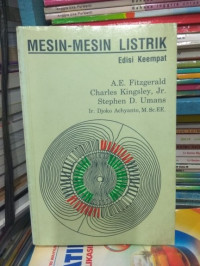 MESIN-MESIN LISTRIK
Edisi Keempat
A.E. Fitzgerald
Charles Kingsley, Jr.
Stephen D. Umans
Ir. Djoko Achyanto, M.Sc.EE.